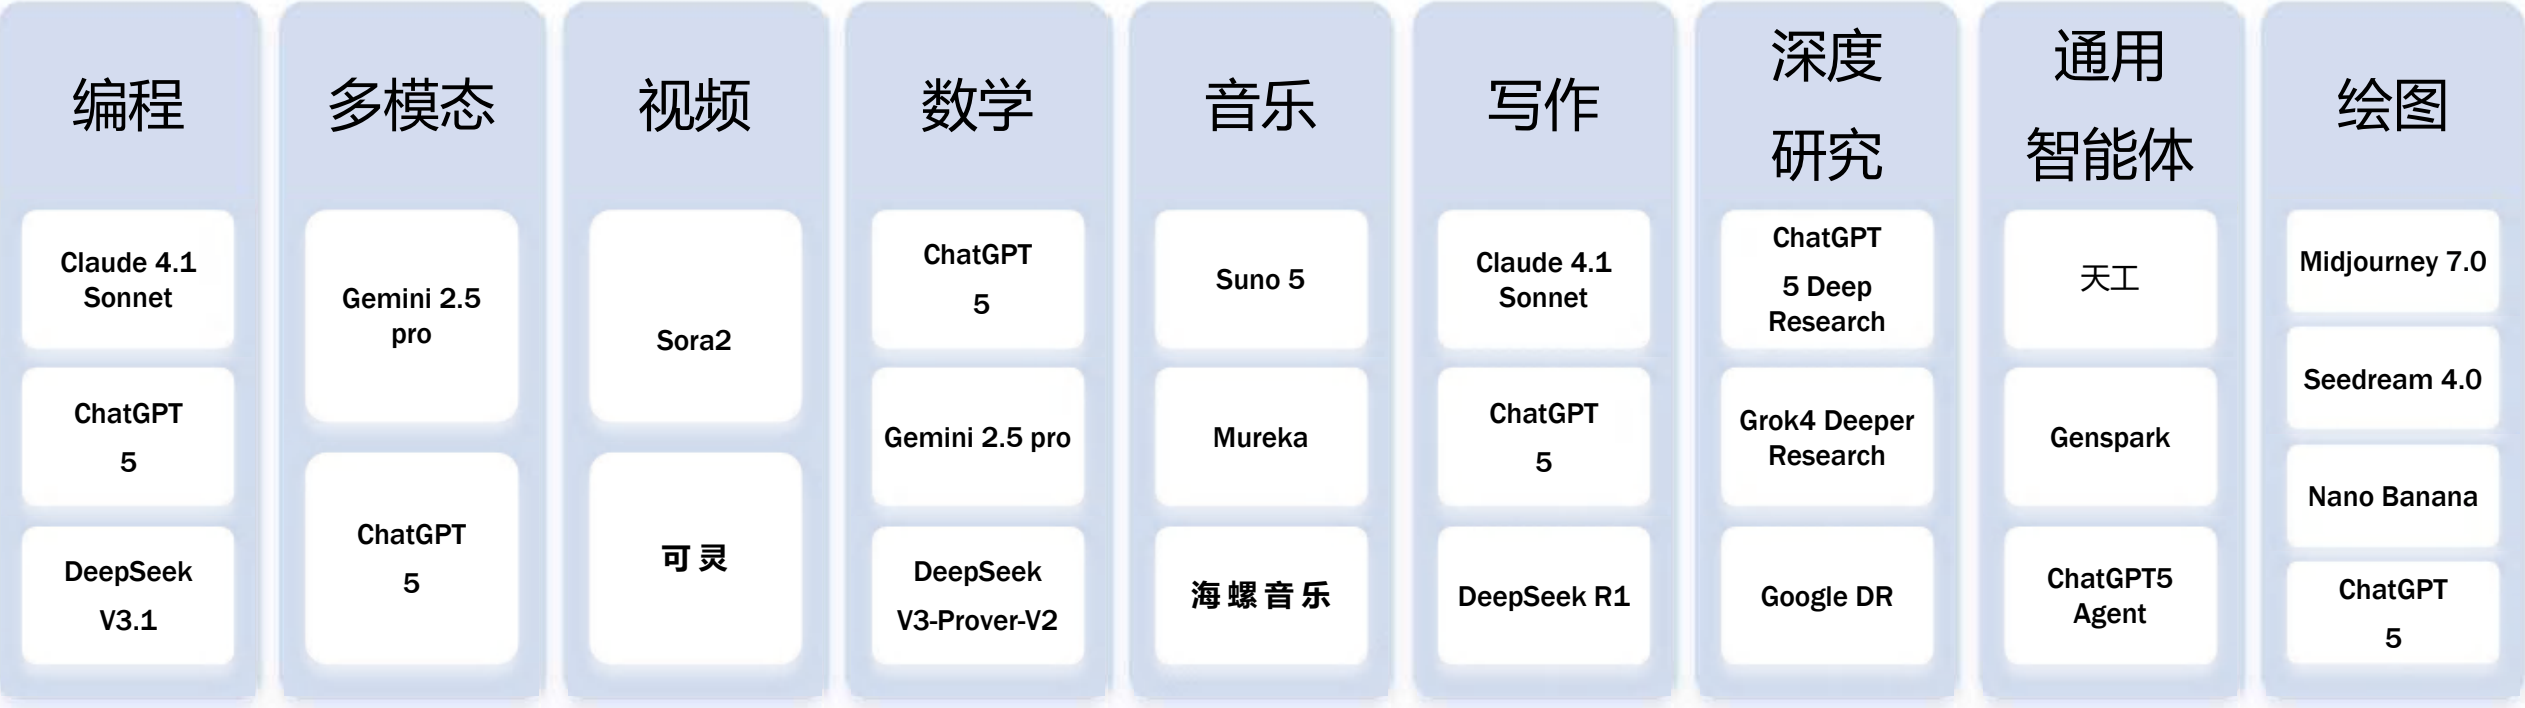 编程
Claude 4.1
Sonnet
ChatGPT
5
DeepSeek
V3.1
多模态
Gemini 2.5
pro
ChatGPT
5
视频
Sora2
可灵
数学
ChatGPT
5
Gemini 2.5 pro
DeepSeek
V3-Prover-V2
音乐
Suno 5
Mureka
海螺音乐
写作
Claude 4.1
Sonnet
ChatGPT
5
DeepSeek R1
深度
研究
ChatGPT
5 Deep
Research
Grok4 Deeper
Research
Google DR
通用
智能体
天工
Genspark
ChatGPT5
Agent
绘图
Midjourney 7.0
Seedream 4.0
Nano Banana
ChatGPT
5